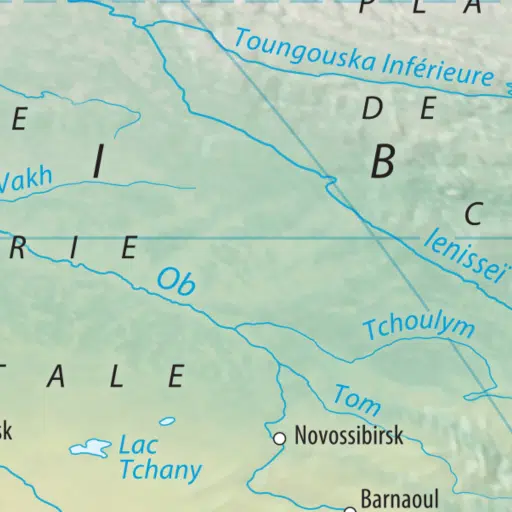 P L A
Toungouska Inférieure
D E
E
I
B
Vakh
C
Ienisseï
R I E
Ob
Tchoulym
T A L E
Tom
sk
Novossibirsk
Lac
Tchany
Barnaoul